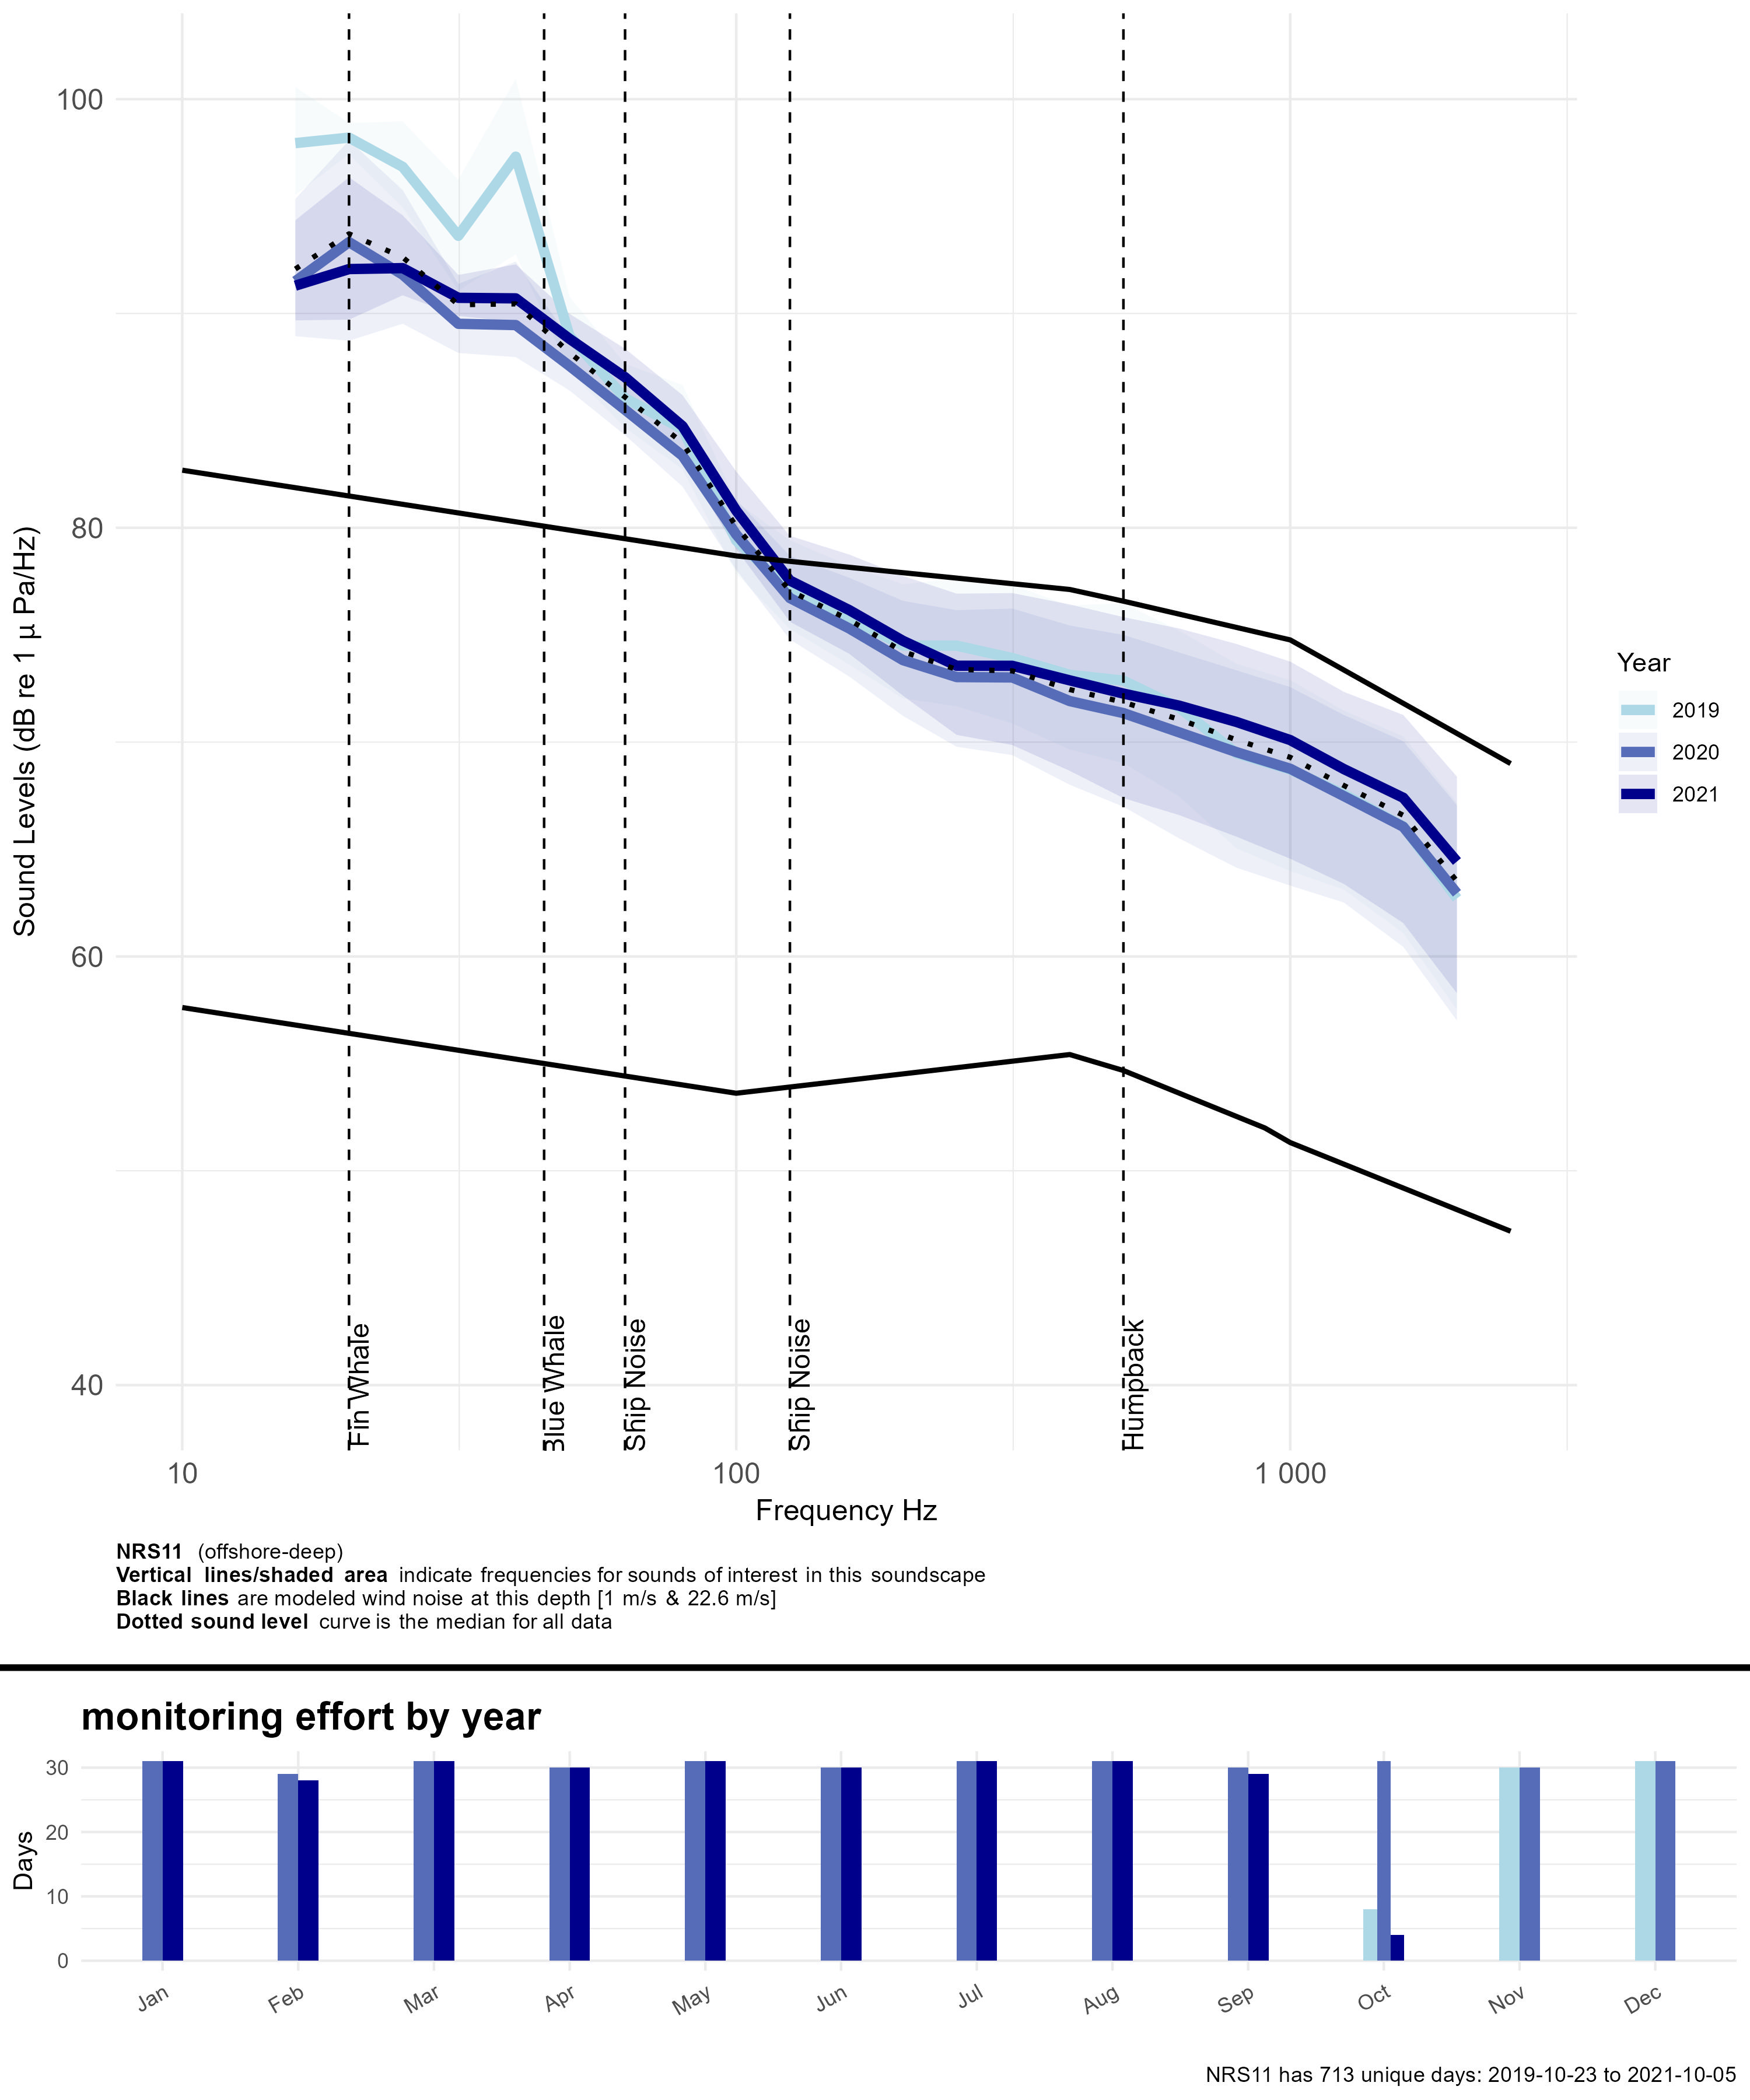 100
80
60
40
Sound Levels (dB re 1 µ Pa/Hz)
Fin Whale
Blue Whale
Ship Noise
Ship Noise
Humpback
10
100
1 000
Frequency Hz
Year
2019
2020
2021
NRS11 (offshore-deep)
Vertical lines/shaded area indicate frequencies for sounds of interest in this soundscape
Black lines are modeled wind noise at this depth [1 m/s & 22.6 m/s]
Dotted sound level curve is the median for all data
monitoring effort by year
30
20
10
0
Days
Jan
Feb
Mar
Apr
May
Jun
Jul
Aug
Sep
Oct
Nov
Dec
NRS11 has 713 unique days: 2019-10-23 to 2021-10-05